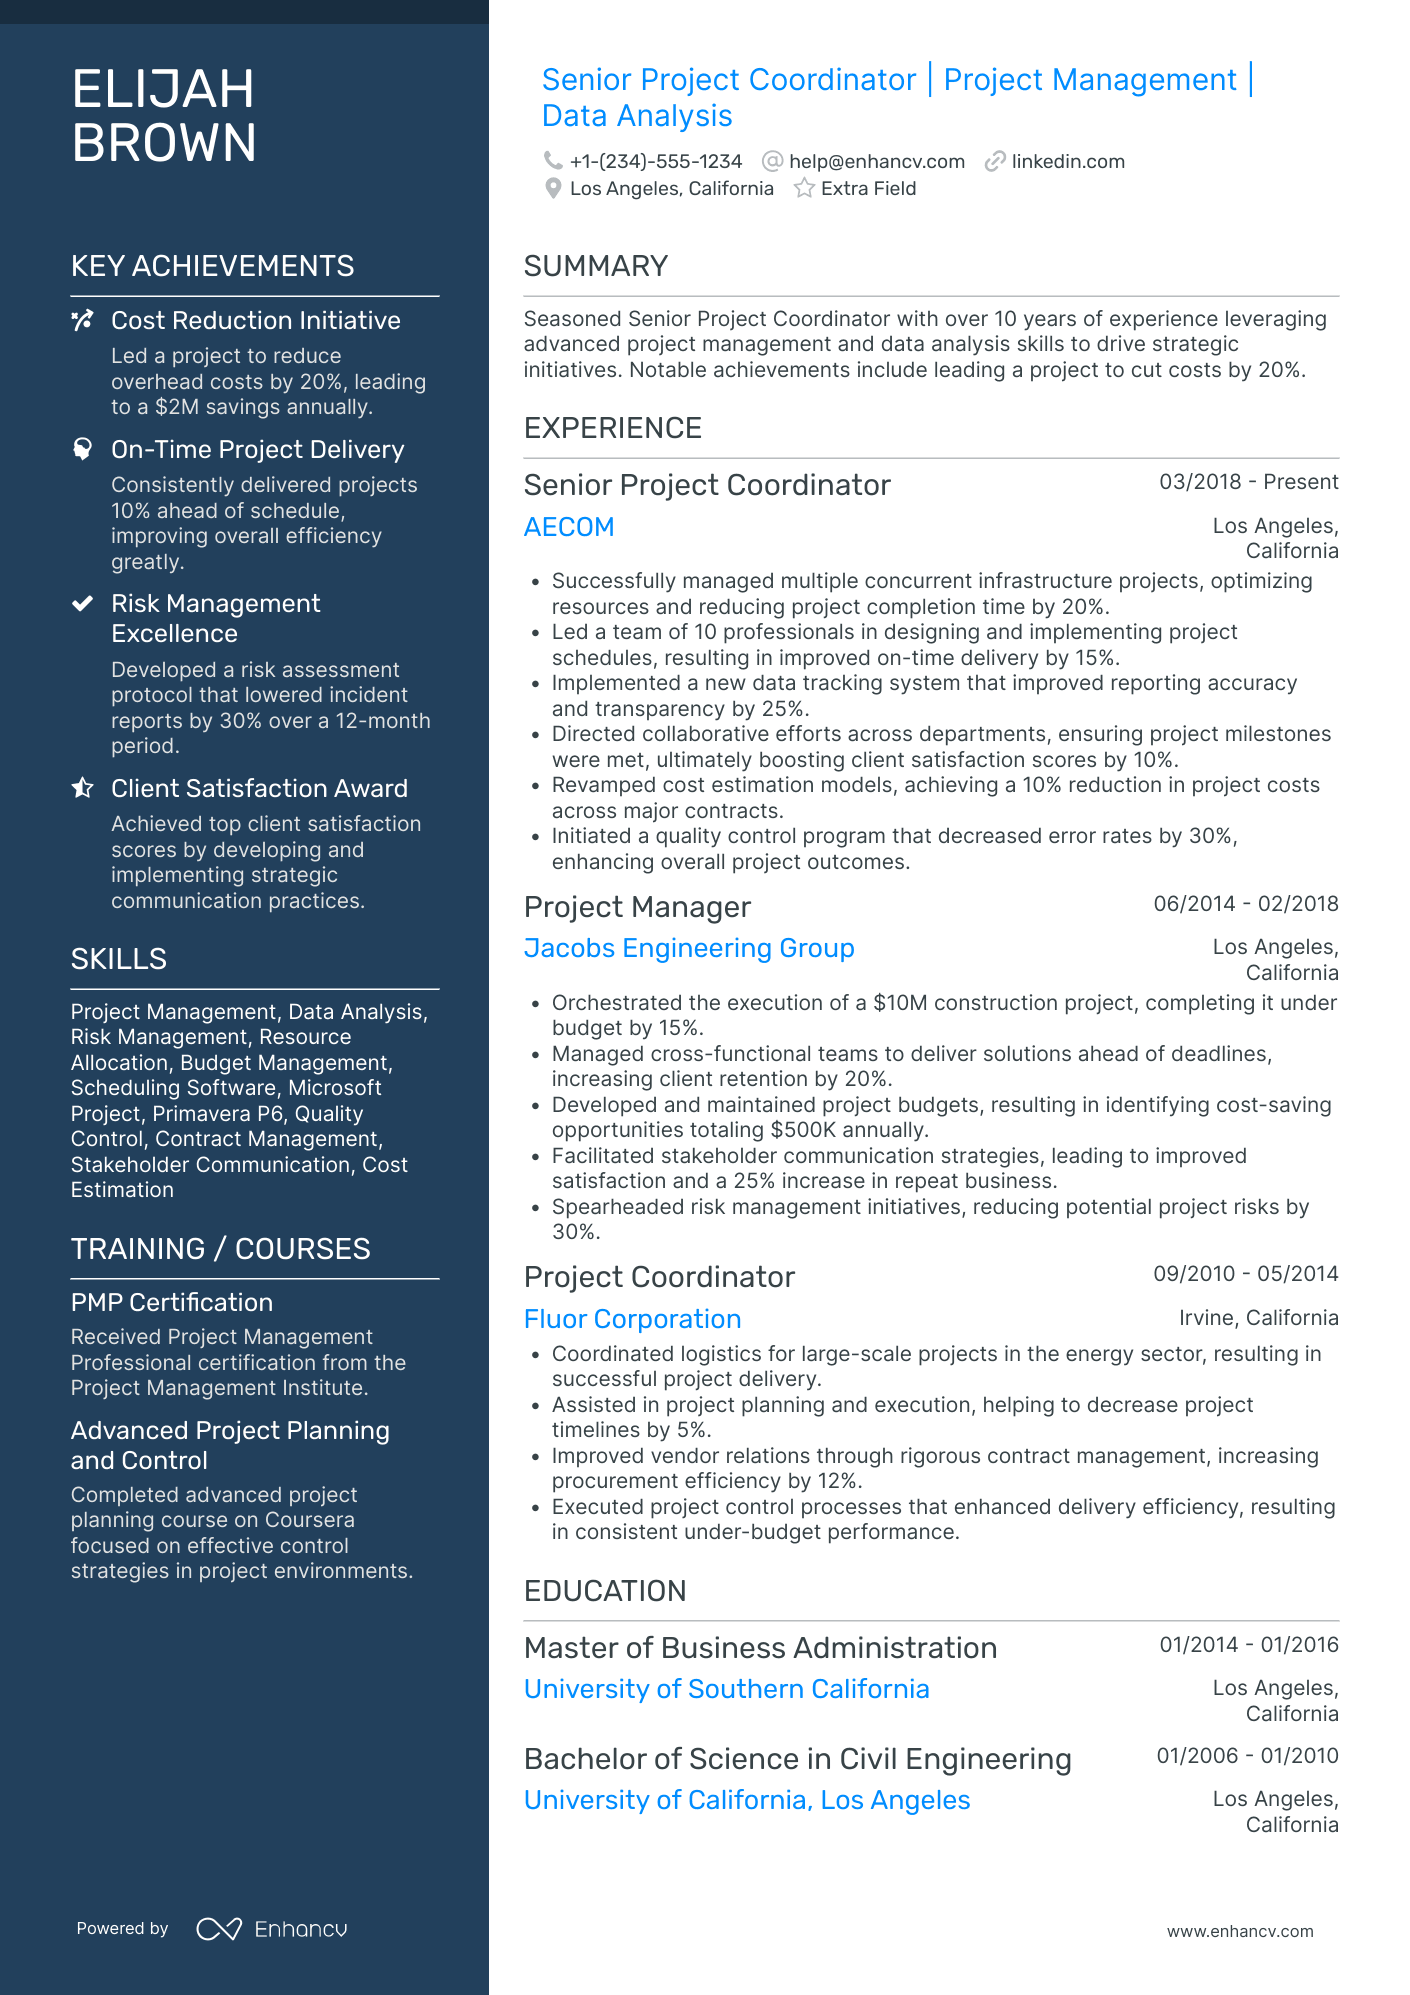 ELIJAH
BROWN
Senior Project Coordinator | Project Management |
Data Analysis
+1-(234)-555-1234 help@enhancv.com linkedin.com
Los Angeles, California Extra Field
KEY ACHIEVEMENTS
Cost Reduction Initiative
Led a project to reduce
overhead costs by 20%, leading
to a $2M savings annually.
On-Time Project Delivery
Consistently delivered projects
10% ahead of schedule,
improving overall efficiency
greatly.
Risk Management
Excellence
Developed a risk assessment
protocol that lowered incident
reports by 30% over a 12-month
period.
Client Satisfaction Award
Achieved top client satisfaction
scores by developing and
implementing strategic
communication practices.
SKILLS
Project Management, Data Analysis,
Risk Management, Resource
Allocation, Budget Management,
Scheduling Software, Microsoft
Project, Primavera P6, Quality
Control, Contract Management,
Stakeholder Communication, Cost
Estimation
TRAINING / COURSES
PMP Certification
Received Project Management
Professional certification from the
Project Management Institute.
Advanced Project Planning
and Control
Completed advanced project
planning course on Coursera
focused on effective control
strategies in project environments.
SUMMARY
Seasoned Senior Project Coordinator with over 10 years of experience leveraging
advanced project management and data analysis skills to drive strategic
initiatives. Notable achievements include leading a project to cut costs by 20%.
EXPERIENCE
Senior Project Coordinator 03/2018 - Present
AECOM Los Angeles,
California
• Successfully managed multiple concurrent infrastructure projects, optimizing
resources and reducing project completion time by 20%.
• Led a team of 10 professionals in designing and implementing project
schedules, resulting in improved on-time delivery by 15%.
• Implemented a new data tracking system that improved reporting accuracy
and transparency by 25%.
• Directed collaborative efforts across departments, ensuring project milestones
were met, ultimately boosting client satisfaction scores by 10%.
• Revamped cost estimation models, achieving a 10% reduction in project costs
across major contracts.
• Initiated a quality control program that decreased error rates by 30%,
enhancing overall project outcomes.
Project Manager 06/2014 - 02/2018
Jacobs Engineering Group Los Angeles,
California
• Orchestrated the execution of a $10M construction project, completing it under
budget by 15%.
• Managed cross-functional teams to deliver solutions ahead of deadlines,
increasing client retention by 20%.
• Developed and maintained project budgets, resulting in identifying cost-saving
opportunities totaling $500K annually.
• Facilitated stakeholder communication strategies, leading to improved
satisfaction and a 25% increase in repeat business.
• Spearheaded risk management initiatives, reducing potential project risks by
30%.
Project Coordinator 09/2010 - 05/2014
Fluor Corporation Irvine, California
• Coordinated logistics for large-scale projects in the energy sector, resulting in
successful project delivery.
• Assisted in project planning and execution, helping to decrease project
timelines by 5%.
• Improved vendor relations through rigorous contract management, increasing
procurement efficiency by 12%.
• Executed project control processes that enhanced delivery efficiency, resulting
in consistent under-budget performance.
EDUCATION
Master of Business Administration 01/2014 - 01/2016
University of Southern California Los Angeles,
California
Bachelor of Science in Civil Engineering 01/2006 - 01/2010
University of California, Los Angeles Los Angeles,
California
Powered by Enhancv
www.enhancv.com